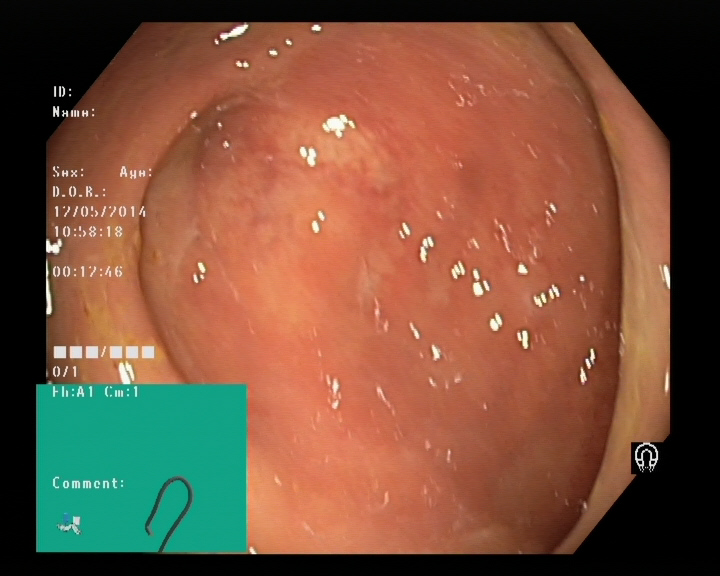 ID:
Name:
Sex: Age:
D.O.R.:
12/05/2014
10:58:18
00:12:46
0/1
Eh:A1 Cm:1
Comment: